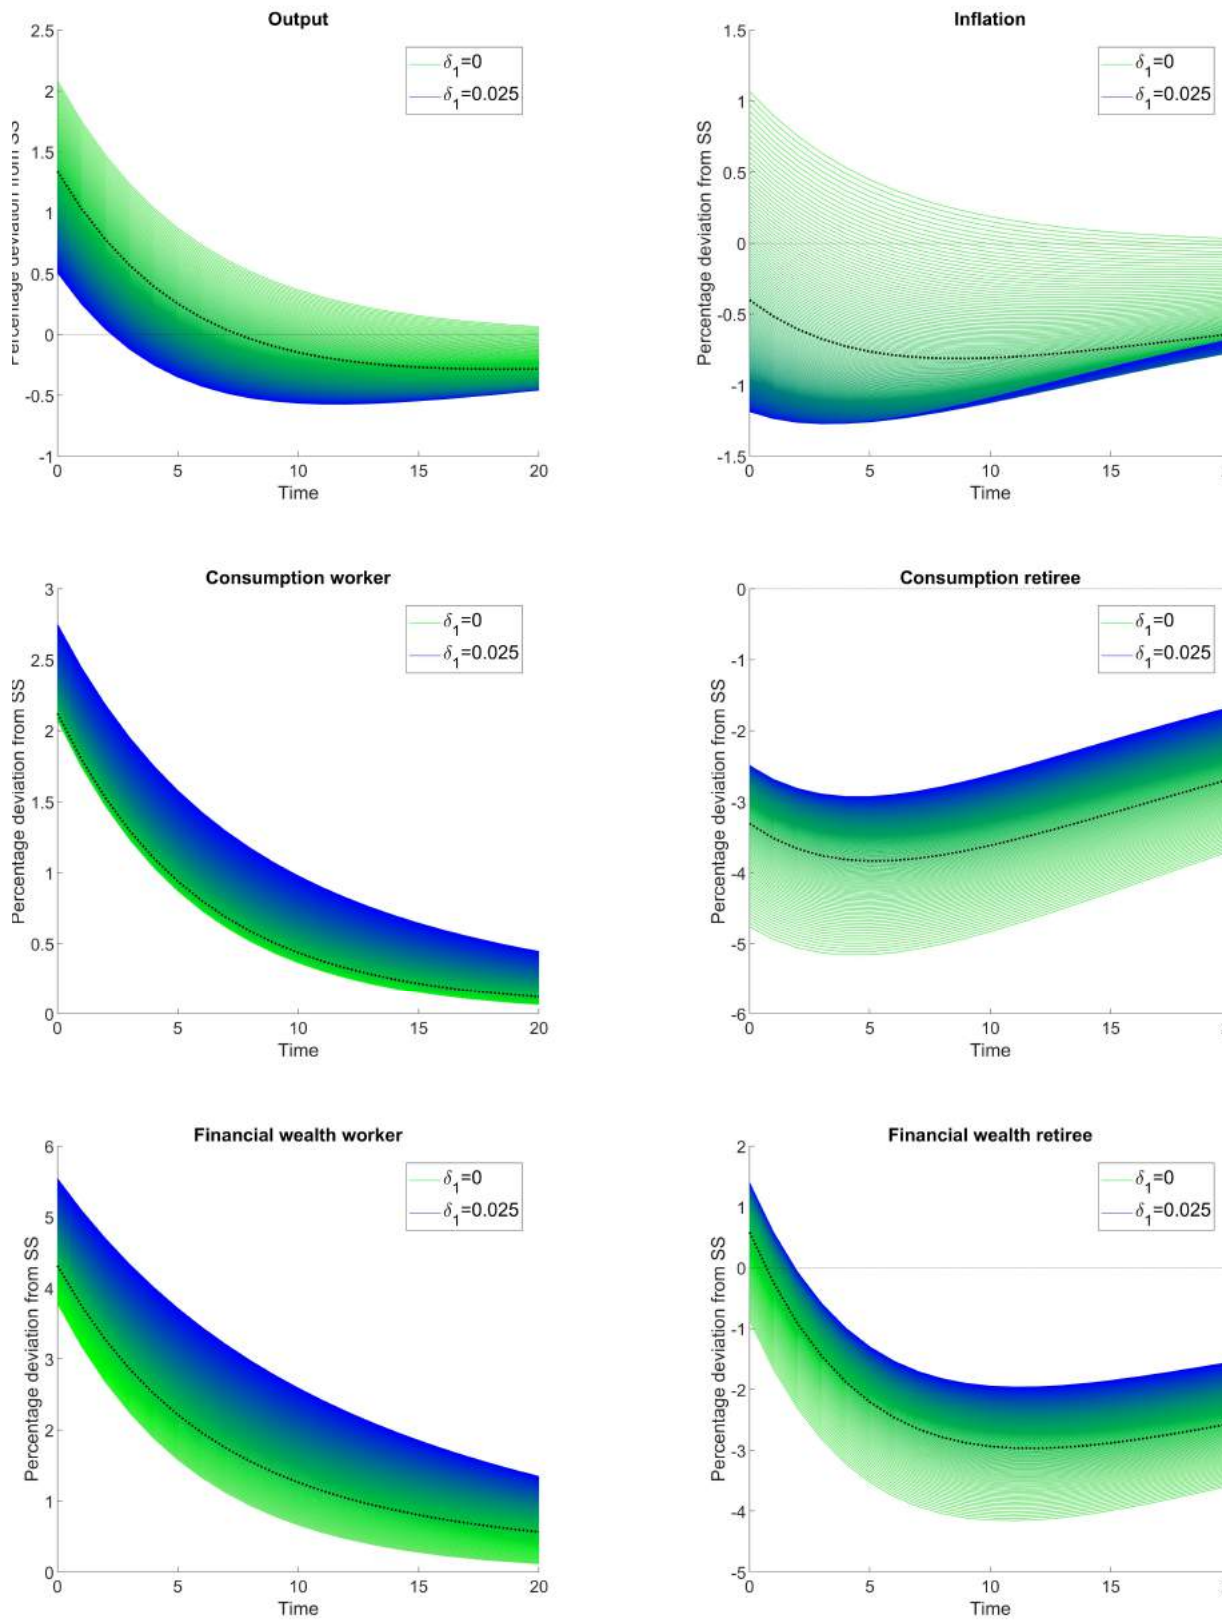 Output
2.5
2
1.5
1
0.5
0
-0.5
-1
Percentage deviation from SS
δ1=0
δ1=0.025
0 5 10 15 20
Time
Inflation
1.5
1
0.5
0
-0.5
-1
-1.5
Percentage deviation from SS
δ1=0
δ1=0.025
0 5 10 15
Time
Consumption worker
3
2.5
2
1.5
1
0.5
0
Percentage deviation from SS
δ1=0
δ1=0.025
0 5 10 15 20
Time
Consumption retiree
0
-1
-2
-3
-4
-5
-6
Percentage deviation from SS
δ1=0
δ1=0.025
0 5 10 15
Time
Financial wealth worker
6
5
4
3
2
1
0
Percentage deviation from SS
δ1=0
δ1=0.025
0 5 10 15 20
Time
Financial wealth retiree
2
1
0
-1
-2
-3
-4
-5
Percentage deviation from SS
δ1=0
δ1=0.025
0 5 10 15
Time